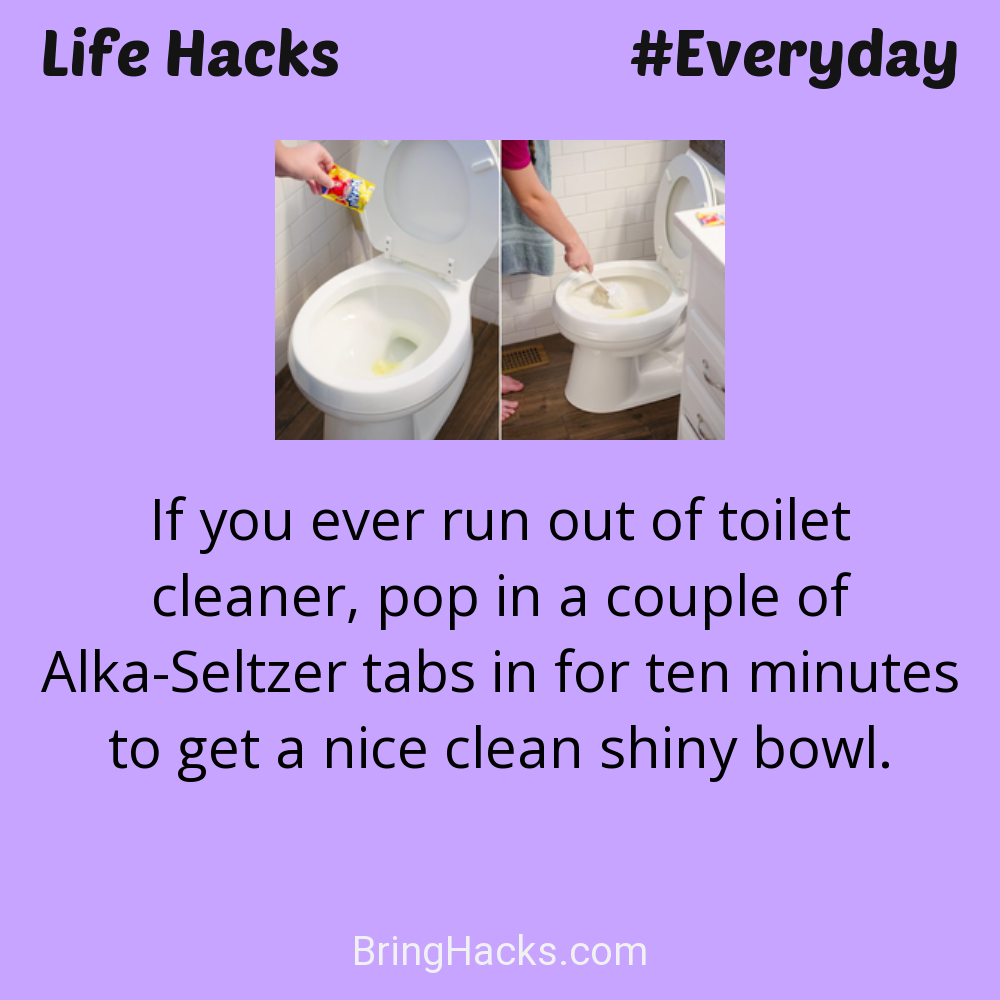 Life Hacks
#Everyday
If you ever run out of toilet
cleaner, pop in a couple of
Alka-Seltzer tabs in for ten minutes
to get a nice clean shiny bowl.
BringHacks.com